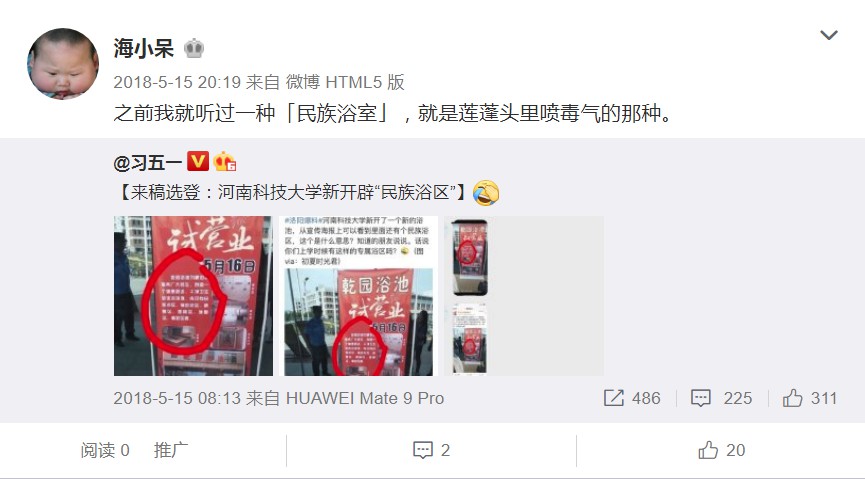 海小呆
2018-5-15 20:19 来自 微博 HTML5 版
之前我就听过一种「民族浴室」，就是莲蓬头里喷毒气的那种。
@习五一
【来稿选登：河南科技大学新开辟“民族浴区”】
试营业
5月16日
#洛阳爆料#河南科技大学新开了一个新的浴
池，从宣传海报上可以看到里面还有个民族浴
区，这个是什么意思？知道的朋友说说。话说
你们上学时候有这样的专属浴区吗？（图
via：初夏时光君）
乾园浴池
试营业
5月16日
2018-5-15 08:13 来自 HUAWEI Mate 9 Pro
486
225
311
阅读 0 推广
2
20